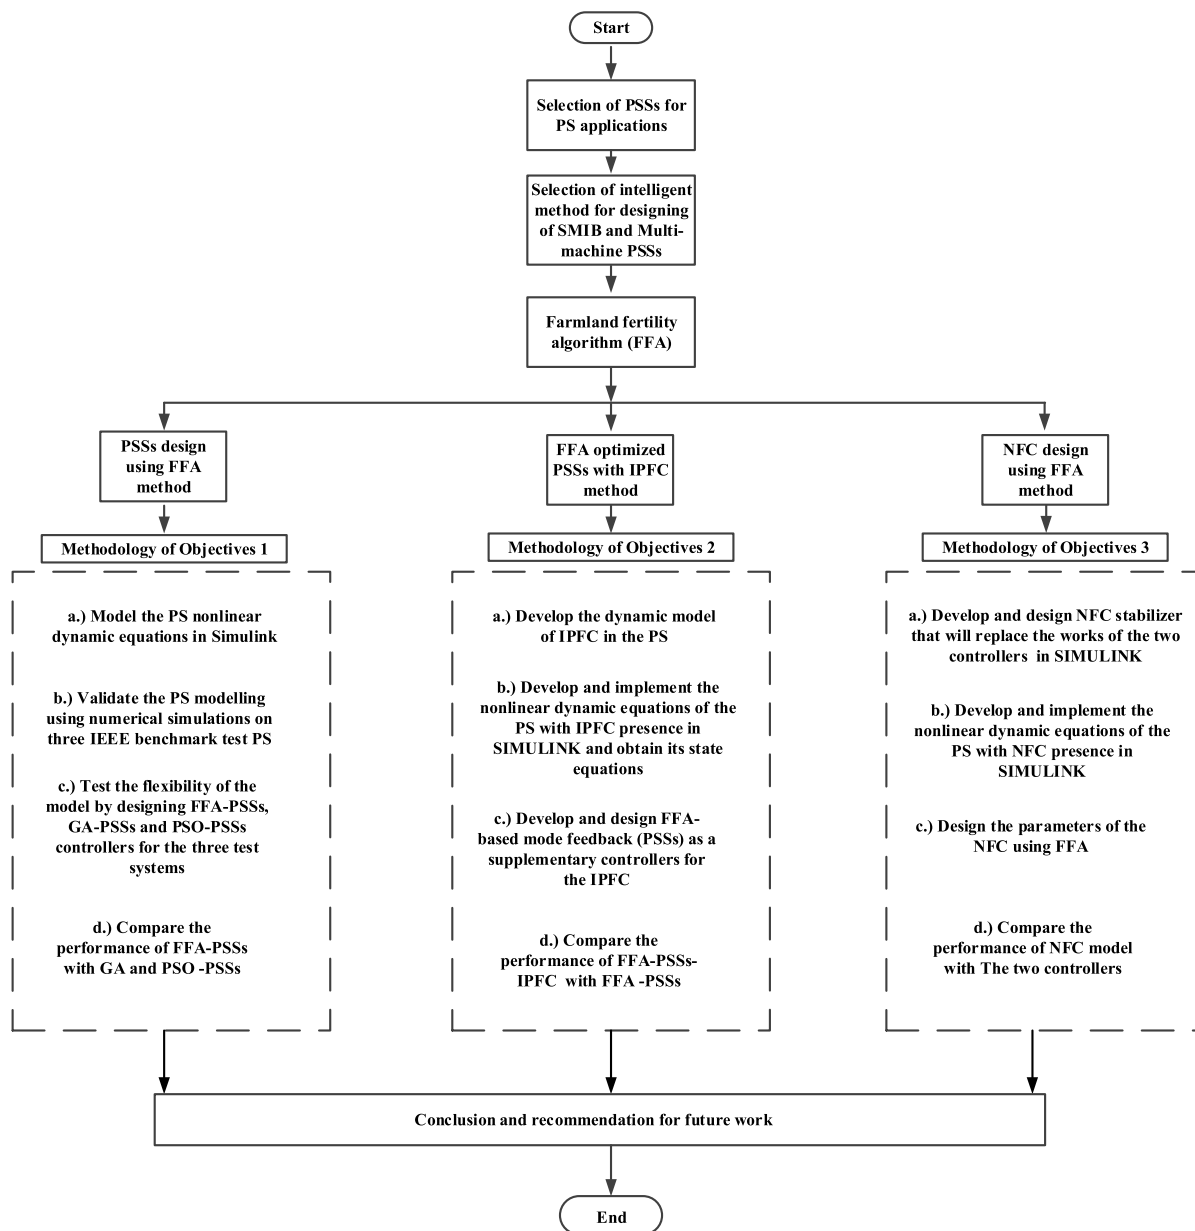 Start
Selection of PSSs for
PS applications
Selection of intelligent
method for designing
of SMIB and Multi-
machine PSSs
Farmland fertility
algorithm (FFA)
PSSs design
using FFA
method
Methodology of Objectives 1
a.) Model the PS nonlinear
dynamic equations in Simulink
b.) Validate the PS modelling
using numerical simulations on
three IEEE benchmark test PS
c.) Test the flexibility of the
model by designing FFA-PSSs,
GA-PSSs and PSO-PSSs
controllers for the three test
systems
d.) Compare the
performance of FFA-PSSs
with GA and PSO -PSSs
FFA optimized
PSSs with IPFC
method
Methodology of Objectives 2
a.) Develop the dynamic model
of IPFC in the PS
b.) Develop and implement the
nonlinear dynamic equations of the
PS with IPFC presence in
SIMULINK and obtain its state
equations
c.) Develop and design FFA-
based mode feedback (PSSs) as a
supplementary controllers for
the IPFC
d.) Compare the
performance of FFA-PSSs-
IPFC with FFA -PSSs
NFC design
using FFA
method
Methodology of Objectives 3
a.) Develop and design NFC stabilizer
that will replace the works of the two
controllers in SIMULINK
b.) Develop and implement the
nonlinear dynamic equations of the
PS with NFC presence in
SIMULINK
c.) Design the parameters of the
NFC using FFA
d.) Compare the
performance of NFC model
with The two controllers
Conclusion and recommendation for future work
End